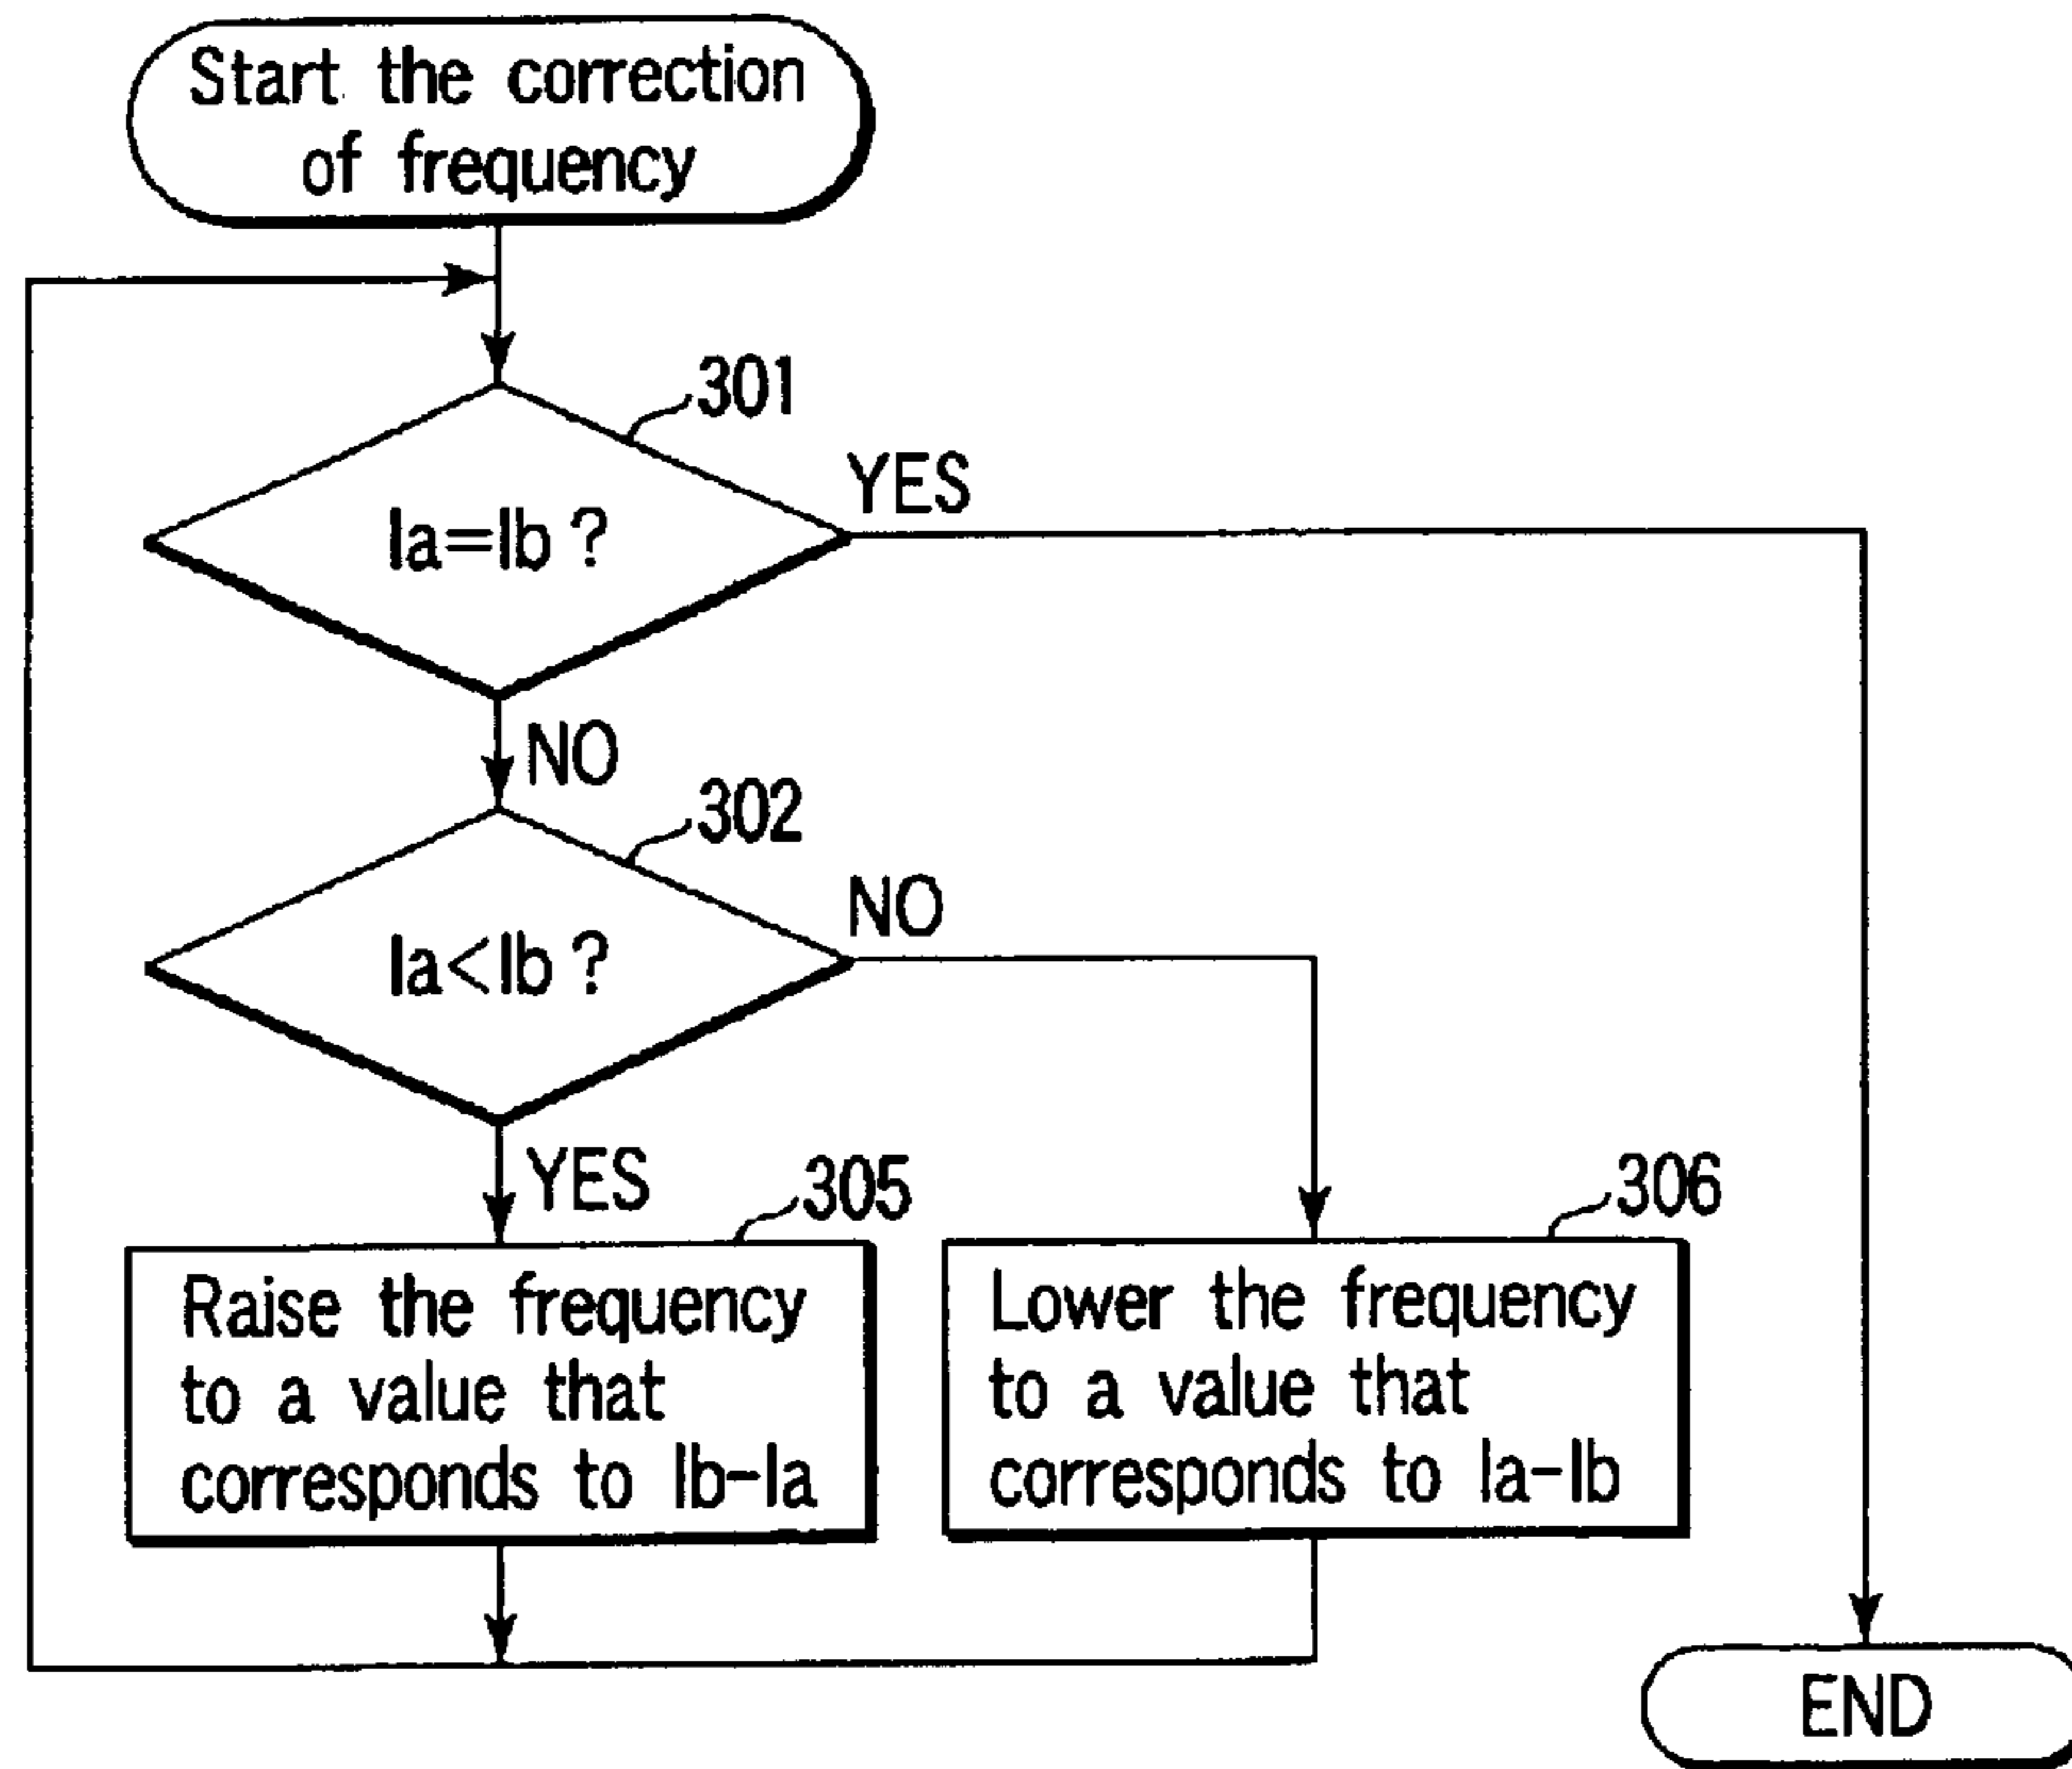 Start the correction
of frequency
301
Ia=Ib ?
YES
NO
302
Ia<Ib ?
NO
YES
305
Raise the frequency
to a value that
corresponds to Ib-Ia
306
Lower the frequency
to a value that
corresponds to Ia-Ib
END